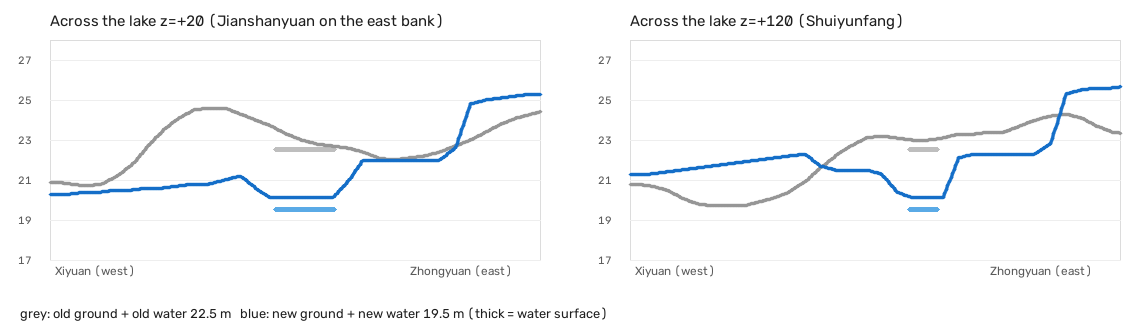 Across the lake z=+20 (Jianshanyuan on the east bank)
27
25
23
21
19
17
Xiyuan (west)
Zhongyuan (east)
Across the lake z=+120 (Shuiyunfang)
27
25
23
21
19
17
Xiyuan (west)
Zhongyuan (east)
grey: old ground + old water 22.5 m  blue: new ground + new water 19.5 m (thick = water surface)